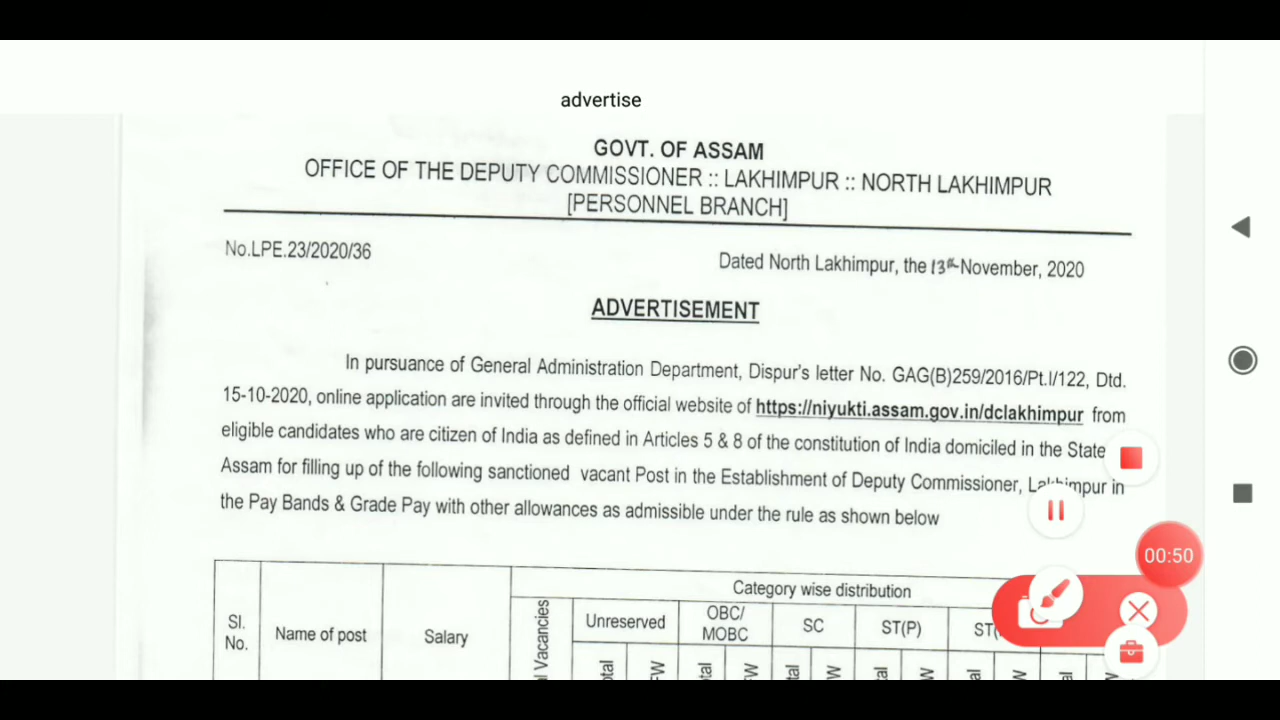 advertise
GOVT. OF ASSAM
OFFICE OF THE DEPUTY COMMISSIONER :: LAKHIMPUR :: NORTH LAKHIMPUR
[PERSONNEL BRANCH]
No.LPE.23/2020/36
Dated North Lakhimpur, the 13th November, 2020
ADVERTISEMENT
In pursuance of General Administration Department, Dispur's letter No. GAG(B)259/2016/Pt.I/122, Dtd.
15-10-2020, online application are invited through the official website of https://niyukti.assam.gov.in/dclakhimpur from
eligible candidates who are citizen of India as defined in Articles 5 & 8 of the constitution of India domiciled in the State
Assam for filling up of the following sanctioned vacant Post in the Establishment of Deputy Commissioner, Lakhimpur in
the Pay Bands & Grade Pay with other allowances as admissible under the rule as shown below
00:50
Category wise distribution
Sl. No.
Name of post
Salary
Vacancies
Unreserved
OBC/
MOBC
SC
ST(P)